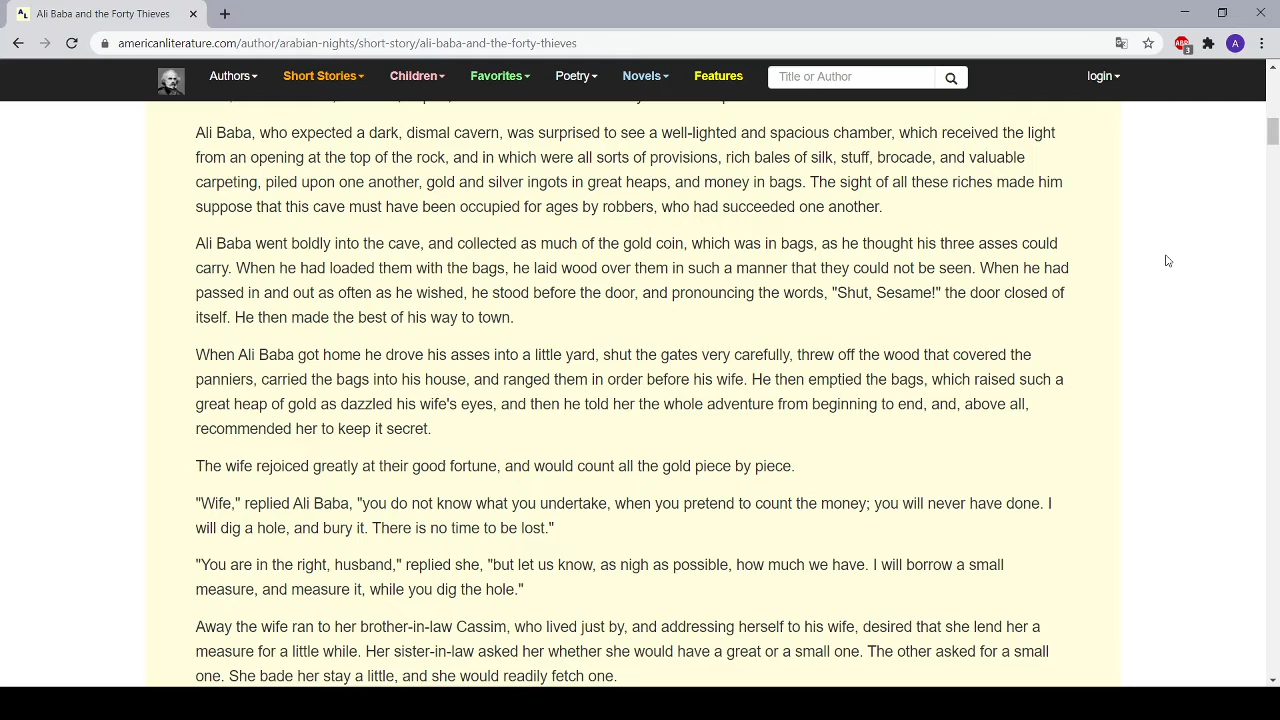 Ali Baba and the Forty Thieves
americanliterature.com/author/arabian-nights/short-story/ali-baba-and-the-forty-thieves
ABP
3
A
Authors
Short Stories
Children
Favorites
Poetry
Novels
Features
Title or Author
login
Ali Baba, who expected a dark, dismal cavern, was surprised to see a well-lighted and spacious chamber, which received the light
from an opening at the top of the rock, and in which were all sorts of provisions, rich bales of silk, stuff, brocade, and valuable
carpeting, piled upon one another, gold and silver ingots in great heaps, and money in bags. The sight of all these riches made him
suppose that this cave must have been occupied for ages by robbers, who had succeeded one another.
Ali Baba went boldly into the cave, and collected as much of the gold coin, which was in bags, as he thought his three asses could
carry. When he had loaded them with the bags, he laid wood over them in such a manner that they could not be seen. When he had
passed in and out as often as he wished, he stood before the door, and pronouncing the words, "Shut, Sesame!" the door closed of
itself. He then made the best of his way to town.
When Ali Baba got home he drove his asses into a little yard, shut the gates very carefully, threw off the wood that covered the
panniers, carried the bags into his house, and ranged them in order before his wife. He then emptied the bags, which raised such a
great heap of gold as dazzled his wife's eyes, and then he told her the whole adventure from beginning to end, and, above all,
recommended her to keep it secret.
The wife rejoiced greatly at their good fortune, and would count all the gold piece by piece.
"Wife," replied Ali Baba, "you do not know what you undertake, when you pretend to count the money; you will never have done. I
will dig a hole, and bury it. There is no time to be lost."
"You are in the right, husband," replied she, "but let us know, as nigh as possible, how much we have. I will borrow a small
measure, and measure it, while you dig the hole."
Away the wife ran to her brother-in-law Cassim, who lived just by, and addressing herself to his wife, desired that she lend her a
measure for a little while. Her sister-in-law asked her whether she would have a great or a small one. The other asked for a small
one. She bade her stay a little, and she would readily fetch one.